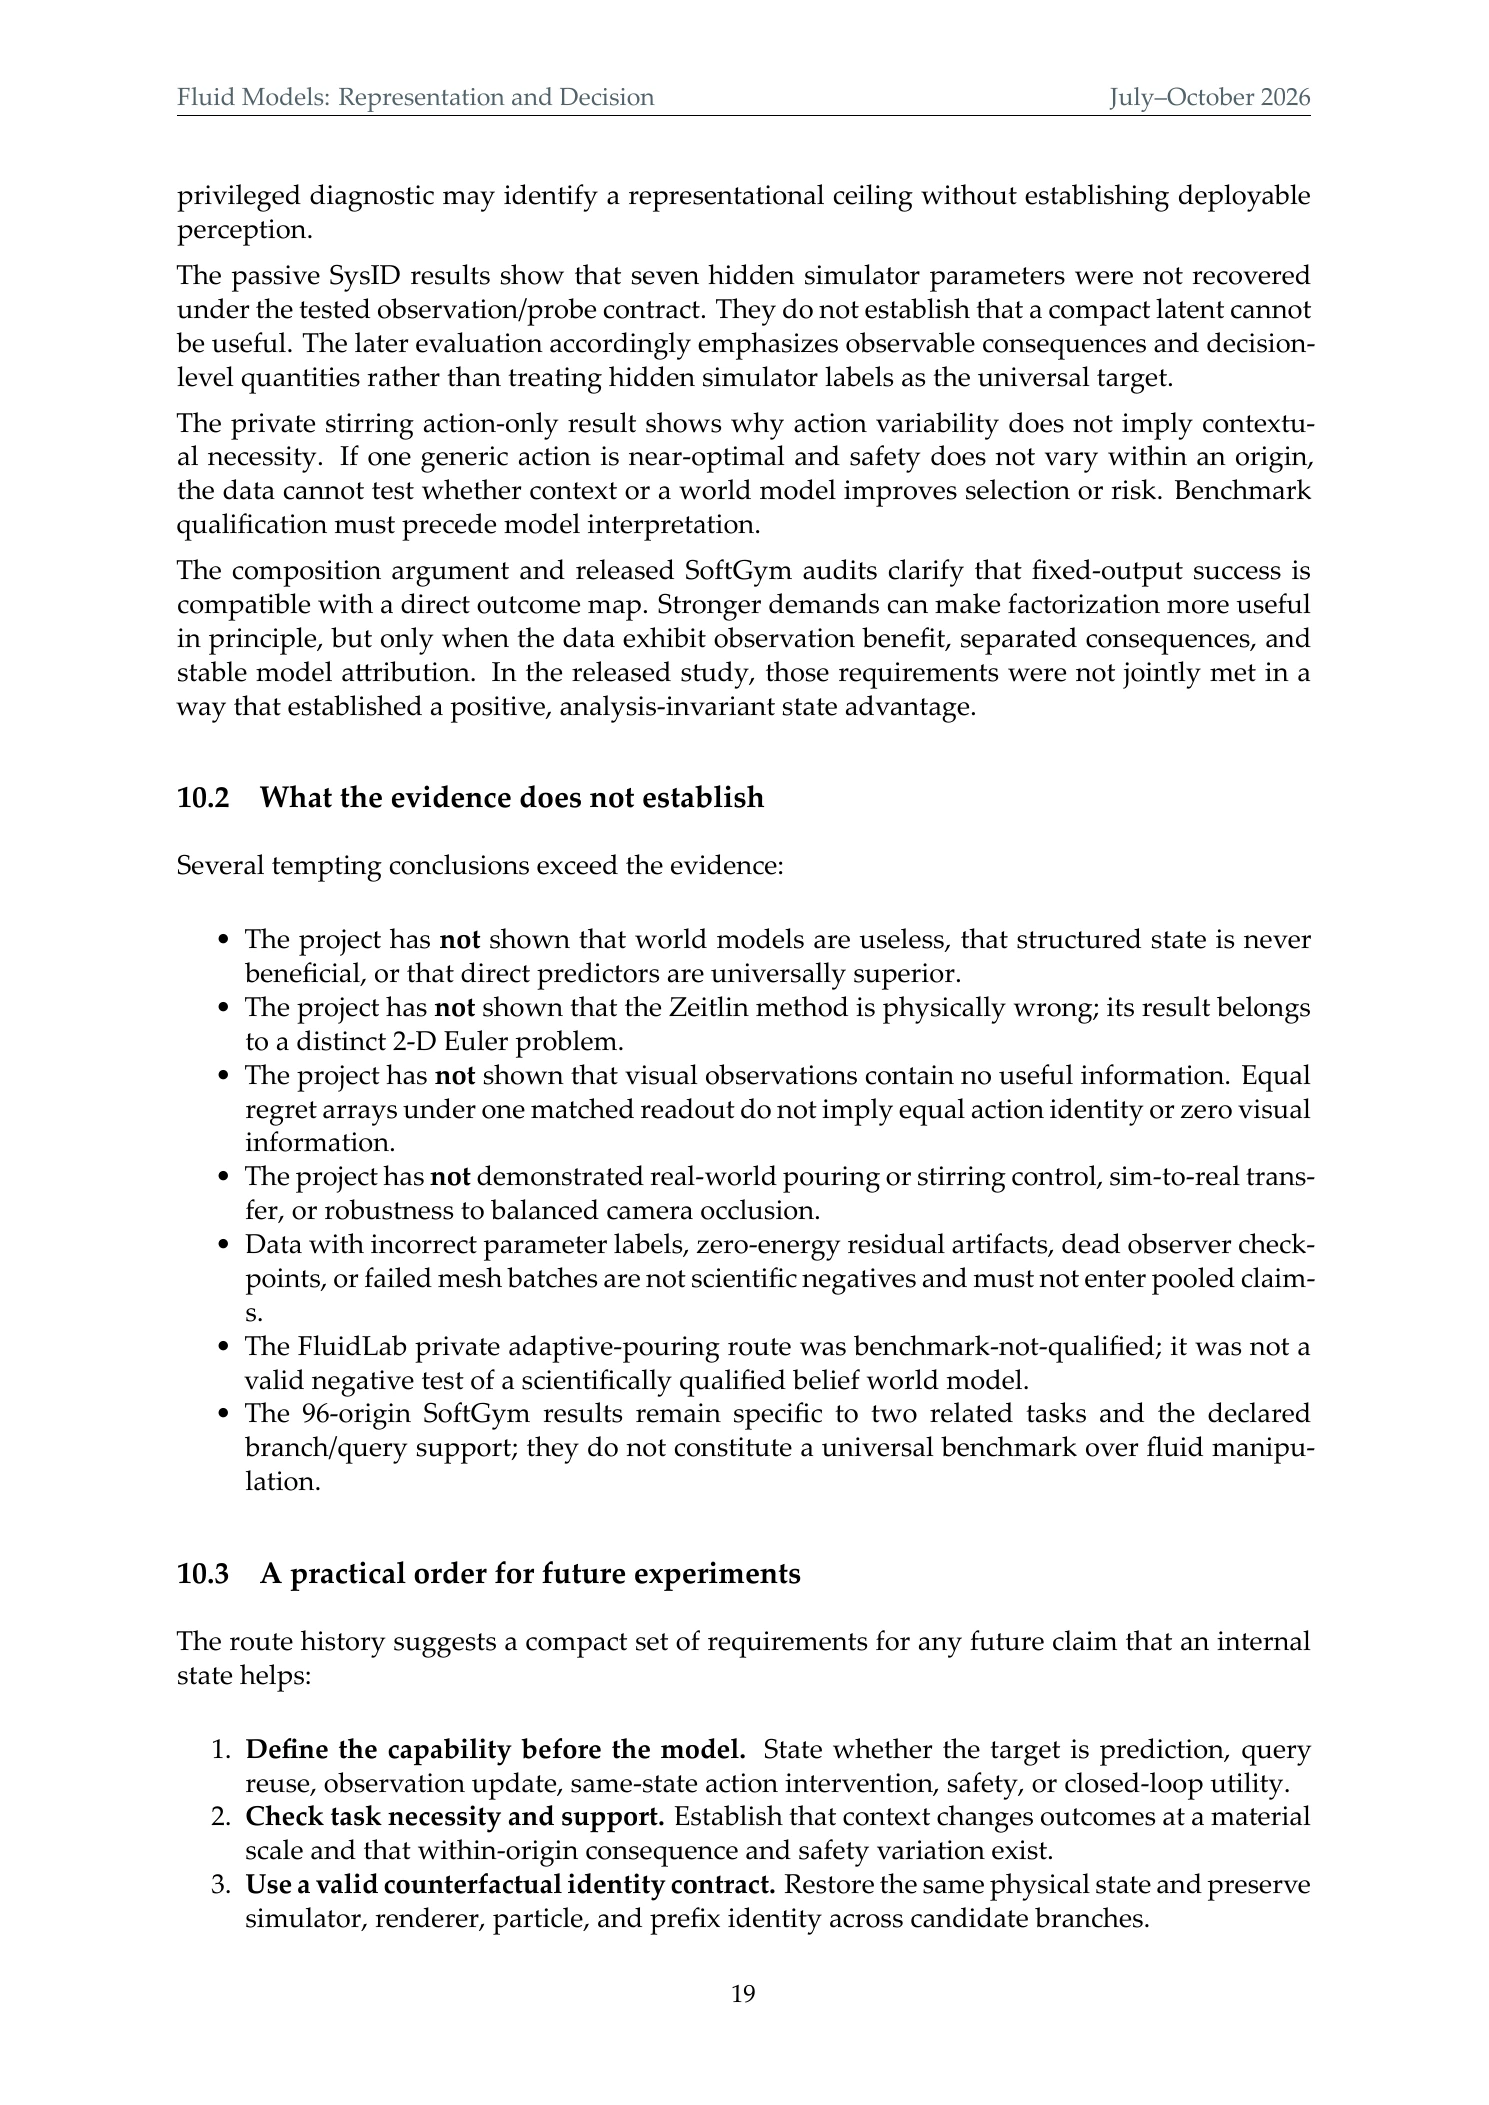 Fluid Models: Representation and Decision July–October 2026
privileged diagnostic may identify a representational ceiling without establishing deployable
perception.
The passive SysID results show that seven hidden simulator parameters were not recovered
under the tested observation/probe contract. They do not establish that a compact latent cannot
be useful. The later evaluation accordingly emphasizes observable consequences and decision-
level quantities rather than treating hidden simulator labels as the universal target.
The private stirring action-only result shows why action variability does not imply contextu-
al necessity. If one generic action is near-optimal and safety does not vary within an origin,
the data cannot test whether context or a world model improves selection or risk. Benchmark
qualification must precede model interpretation.
The composition argument and released SoftGym audits clarify that fixed-output success is
compatible with a direct outcome map. Stronger demands can make factorization more useful
in principle, but only when the data exhibit observation benefit, separated consequences, and
stable model attribution. In the released study, those requirements were not jointly met in a
way that established a positive, analysis-invariant state advantage.
10.2 What the evidence does not establish
Several tempting conclusions exceed the evidence:
• The project has not shown that world models are useless, that structured state is never
beneficial, or that direct predictors are universally superior.
• The project has not shown that the Zeitlin method is physically wrong; its result belongs
to a distinct 2-D Euler problem.
• The project has not shown that visual observations contain no useful information. Equal
regret arrays under one matched readout do not imply equal action identity or zero visual
information.
• The project has not demonstrated real-world pouring or stirring control, sim-to-real trans-
fer, or robustness to balanced camera occlusion.
• Data with incorrect parameter labels, zero-energy residual artifacts, dead observer check-
points, or failed mesh batches are not scientific negatives and must not enter pooled claim-
s.
• The FluidLab private adaptive-pouring route was benchmark-not-qualified; it was not a
valid negative test of a scientifically qualified belief world model.
• The 96-origin SoftGym results remain specific to two related tasks and the declared
branch/query support; they do not constitute a universal benchmark over fluid manipu-
lation.
10.3 A practical order for future experiments
The route history suggests a compact set of requirements for any future claim that an internal
state helps:
1. Define the capability before the model. State whether the target is prediction, query
reuse, observation update, same-state action intervention, safety, or closed-loop utility.
2. Check task necessity and support. Establish that context changes outcomes at a material
scale and that within-origin consequence and safety variation exist.
3. Use a valid counterfactual identity contract. Restore the same physical state and preserve
simulator, renderer, particle, and prefix identity across candidate branches.
19